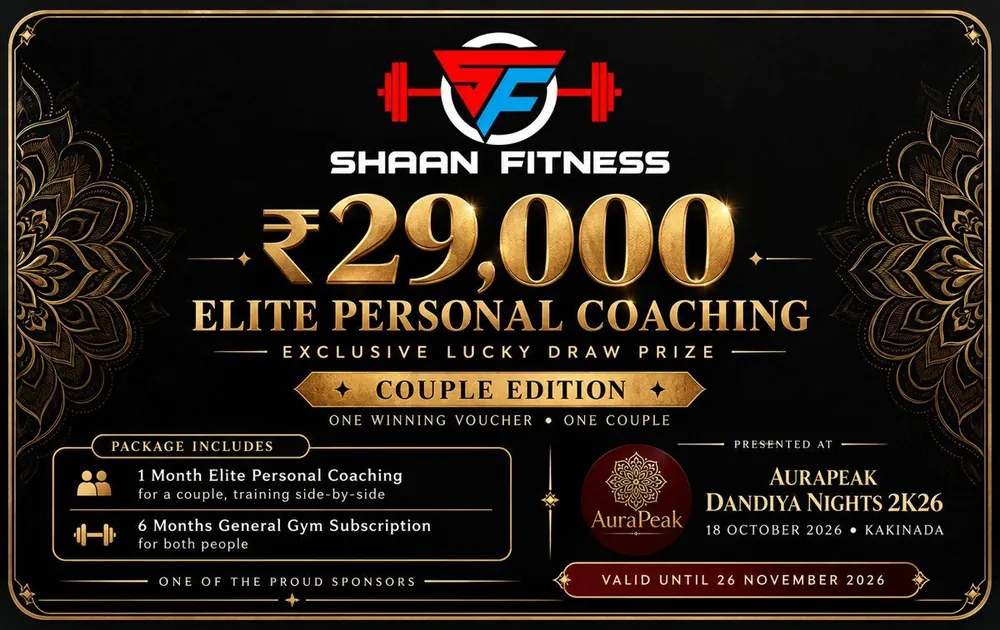 SF
SHAAN FITNESS
₹29,000
ELITE PERSONAL COACHING
EXCLUSIVE LUCKY DRAW PRIZE
COUPLE EDITION
ONE WINNING VOUCHER • ONE COUPLE
PACKAGE INCLUDES
1 Month Elite Personal Coaching
for a couple, training side-by-side
6 Months General Gym Subscription
for both people
ONE OF THE PROUD SPONSORS
PRESENTED AT
AuraPeak
AURAPEAK
DANDIYA NIGHTS 2K26
18 OCTOBER 2026 • KAKINADA
VALID UNTIL 26 NOVEMBER 2026